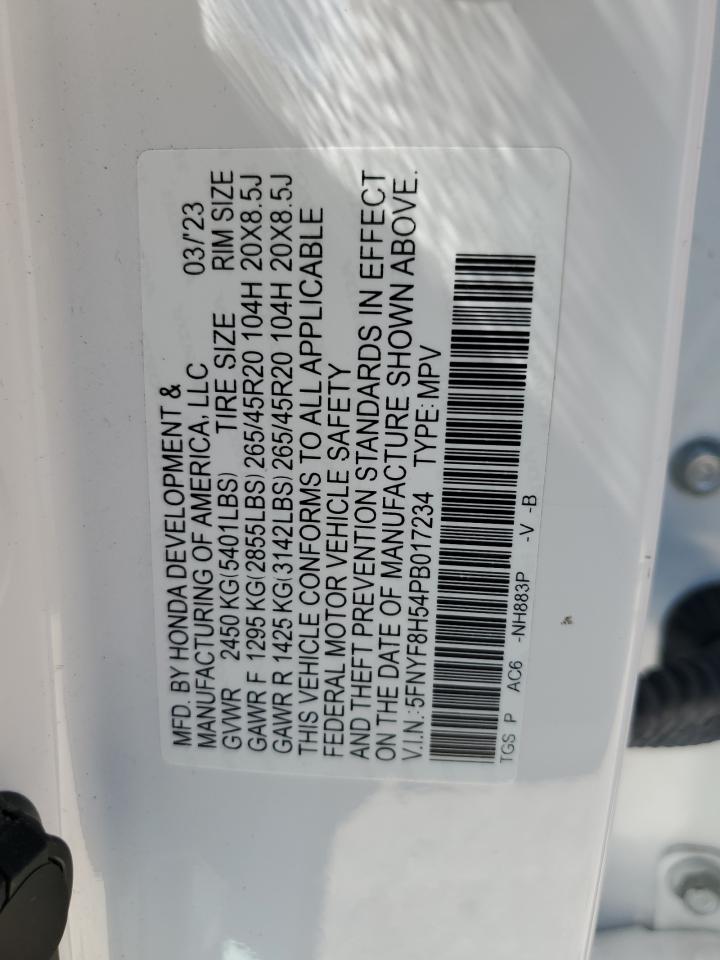 MFD. BY HONDA DEVELOPMENT &
MANUFACTURING OF AMERICA, LLC 03/'23
GVWR 2450 KG(5401LBS) TIRE SIZE RIM SIZE
GAWR F 1295 KG(2855LBS) 265/45R20 104H 20X8.5J
GAWR R 1425 KG(3142LBS) 265/45R20 104H 20X8.5J
THIS VEHICLE CONFORMS TO ALL APPLICABLE
FEDERAL MOTOR VEHICLE SAFETY
AND THEFT PREVENTION STANDARDS IN EFFECT
ON THE DATE OF MANUFACTURE SHOWN ABOVE.
V.I.N.:5FNYF8H54PB017234 TYPE:MPV
TGS P AC6 -NH883P -V -B